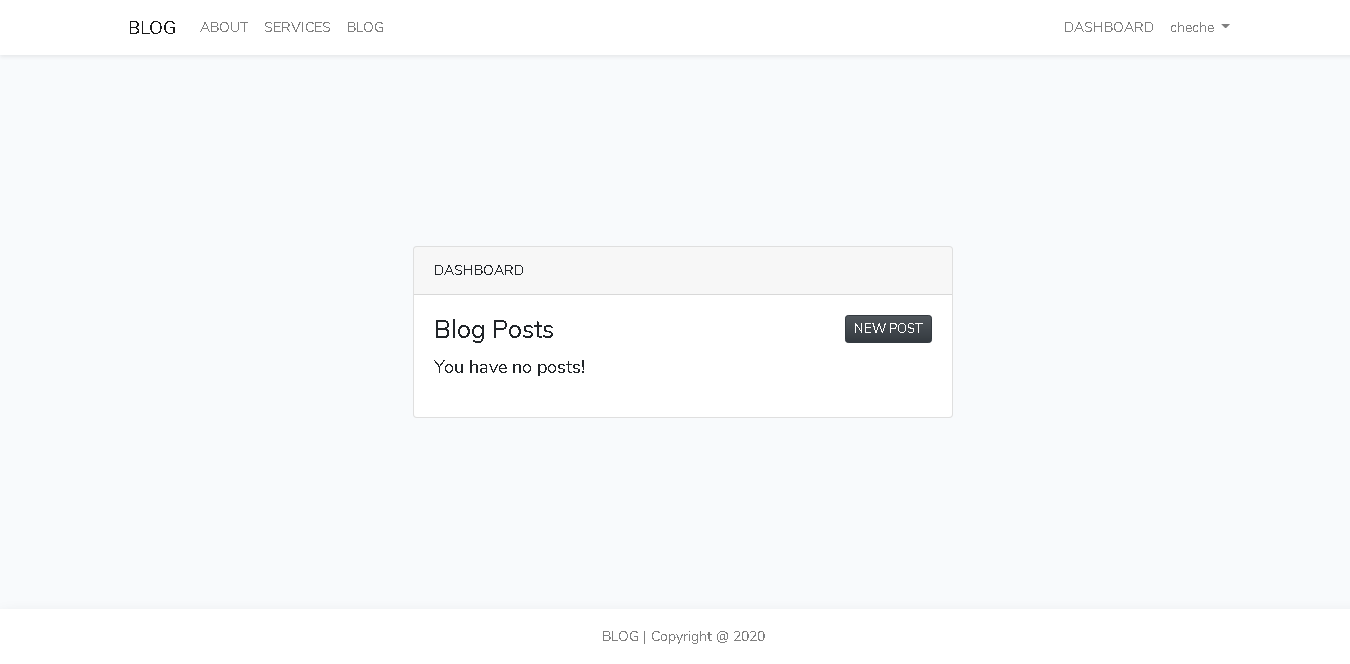 BLOG ABOUT SERVICES BLOG DASHBOARD cheche
DASHBOARD
Blog Posts NEW POST
You have no posts!
BLOG | Copyright @ 2020